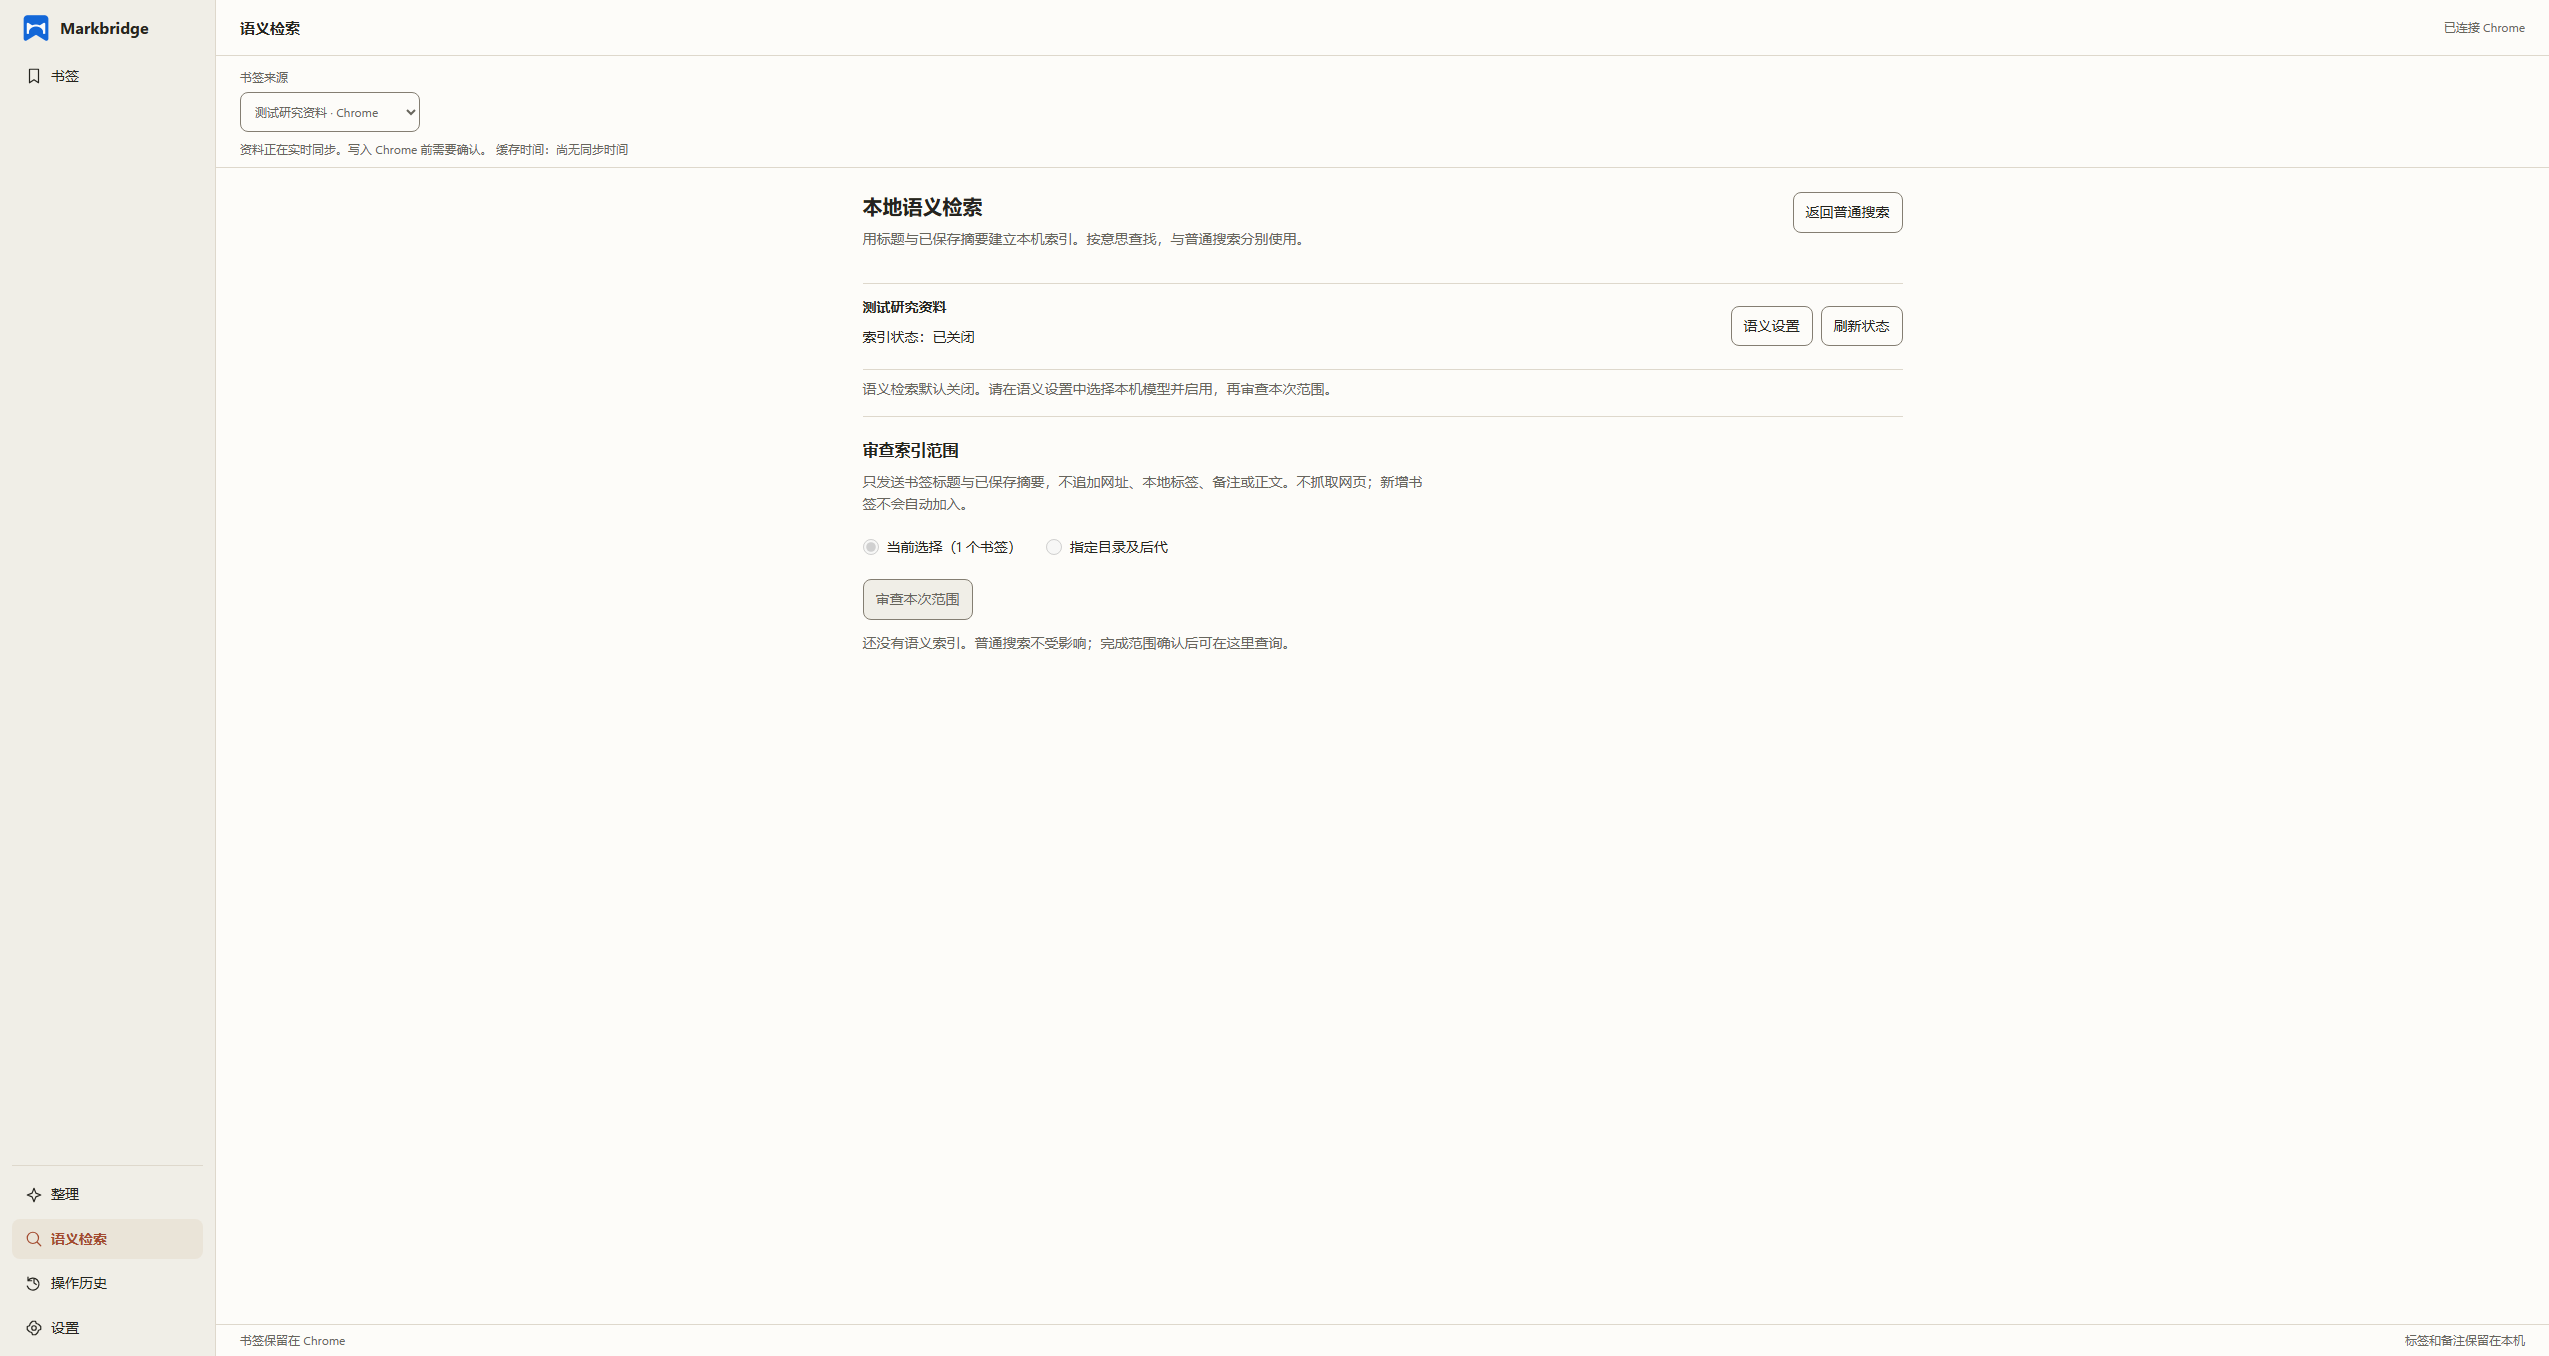 Markbridge
书签
整理
语义检索
操作历史
设置
语义检索
已连接 Chrome
书签来源
测试研究资料 · Chrome
资料正在实时同步。写入 Chrome 前需要确认。 缓存时间：尚无同步时间
本地语义检索
返回普通搜索
用标题与已保存摘要建立本机索引。按意思查找，与普通搜索分别使用。
测试研究资料
索引状态：已关闭
语义设置
刷新状态
语义检索默认关闭。请在语义设置中选择本机模型并启用，再审查本次范围。
审查索引范围
只发送书签标题与已保存摘要，不追加网址、本地标签、备注或正文。不抓取网页；新增书
签不会自动加入。
当前选择（1 个书签）
指定目录及后代
审查本次范围
还没有语义索引。普通搜索不受影响；完成范围确认后可在这里查询。
书签保留在 Chrome
标签和备注保留在本机